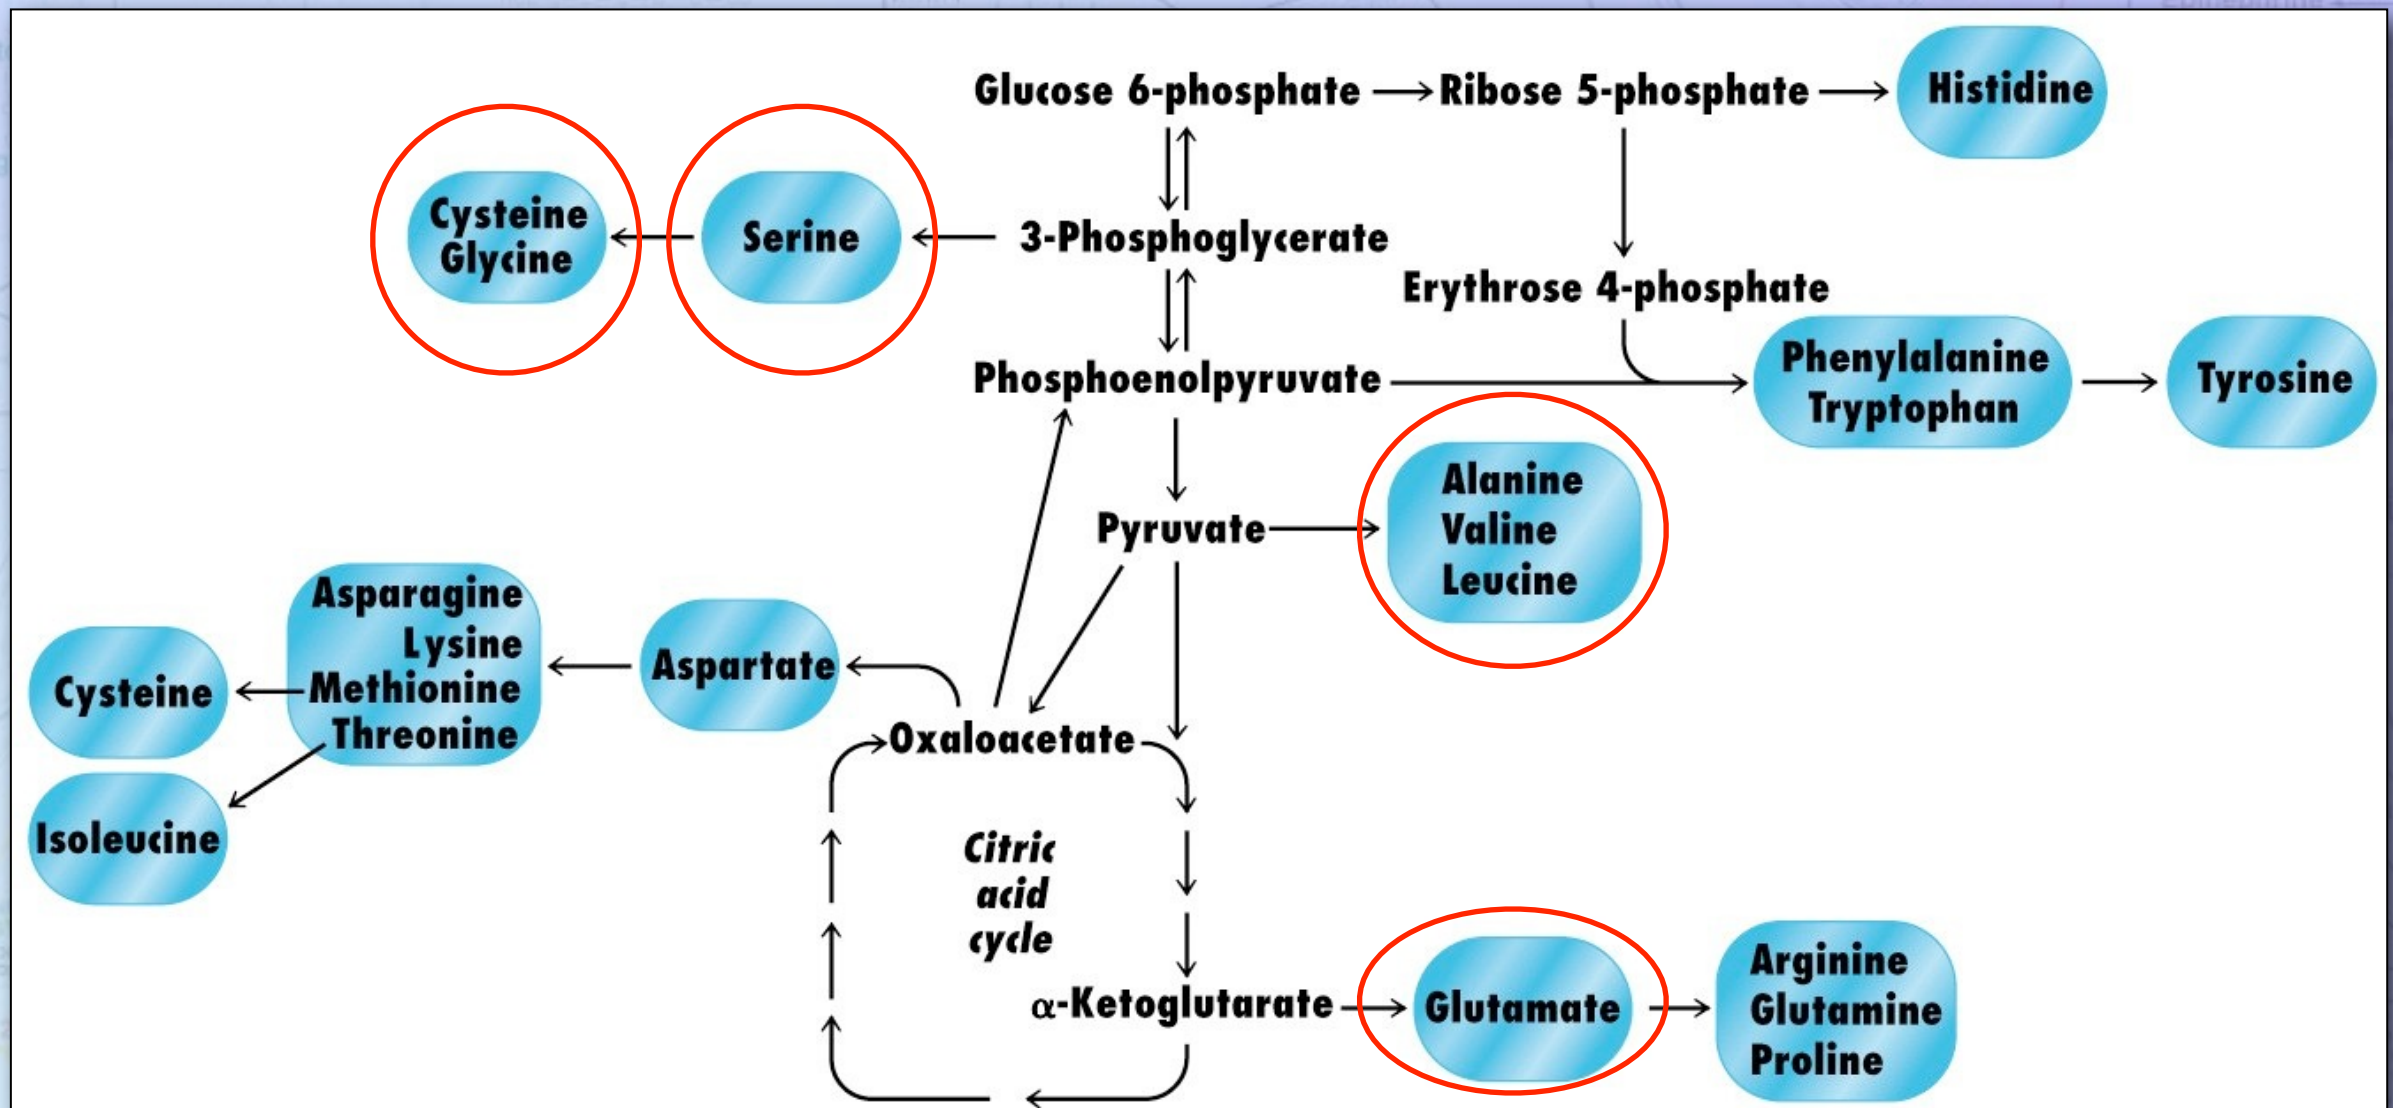 Epinephrine
Glucose 6-phosphate
Ribose 5-phosphate
Histidine
Cysteine
Glycine
Serine
3-Phosphoglycerate
Erythrose 4-phosphate
Phosphoenolpyruvate
Phenylalanine
Tryptophan
Tyrosine
Alanine
Valine
Leucine
Pyruvate
Asparagine
Lysine
Methionine
Threonine
Aspartate
Cysteine
Isoleucine
Oxaloacetate
Citric
acid
cycle
α-Ketoglutarate
Glutamate
Arginine
Glutamine
Proline